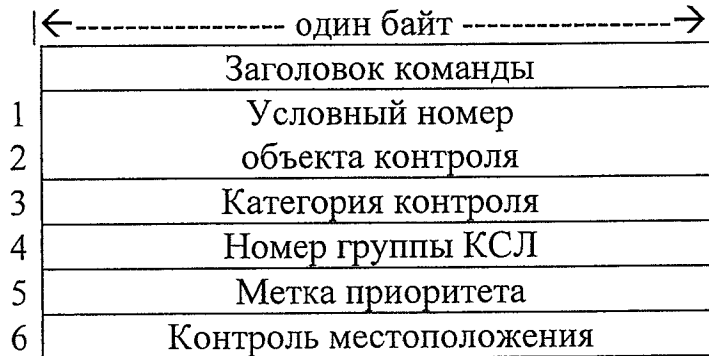 |←-------------- один байт --------------→
Заголовок команды
1 Условный номер
2 объекта контроля
3 Категория контроля
4 Номер группы КСЛ
5 Метка приоритета
6 Контроль местоположения